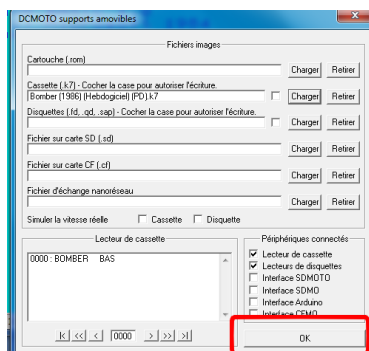 DCMOTO supports amovibles
Fichiers images
Cartouche (.rom)
Charger Retirer
Cassette (.k7) - Cocher la case pour autoriser l'écriture.
Bomber (1986) (Hebdogiciel) (PD).k7 Charger Retirer
Disquettes (.fd, .qd, .sap) - Cocher la case pour autoriser l'écriture.
Charger Retirer
Fichier sur carte SD (.sd)
Charger Retirer
Fichier sur carte CF (.cf)
Charger Retirer
Fichier d'échange nanoréseau
Charger Retirer
Simuler la vitesse réelle Cassette Disquette
Lecteur de cassette
0000 : BOMBER BAS
|< << < 0000 > >> >|
Périphériques connectés
Lecteur de cassette
Lecteurs de disquettes
Interface SDMOTO
Interface SDMO
Interface Arduino
Interface CFMO
OK